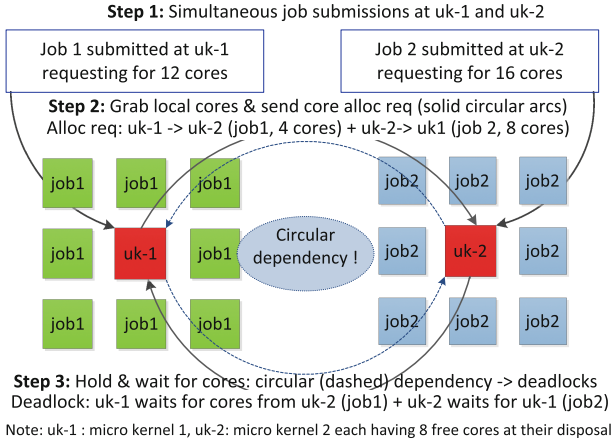 Step 1: Simultaneous job submissions at uk-1 and uk-2
Job 1 submitted at uk-1
requesting for 12 cores
Job 2 submitted at uk-2
requesting for 16 cores
Step 2: Grab local cores & send core alloc req (solid circular arcs)
Alloc req: uk-1 -> uk-2 (job1, 4 cores) + uk-2-> uk1 (job 2, 8 cores)
job1 job1 job1 job2 job2 job2
job1 uk-1 job1 Circular dependency ! job2 uk-2 job2
job1 job1 job1 job2 job2 job2
Step 3: Hold & wait for cores: circular (dashed) dependency -> deadlocks
Deadlock: uk-1 waits for cores from uk-2 (job1) + uk-2 waits for uk-1 (job2)
Note: uk-1 : micro kernel 1, uk-2: micro kernel 2 each having 8 free cores at their disposal